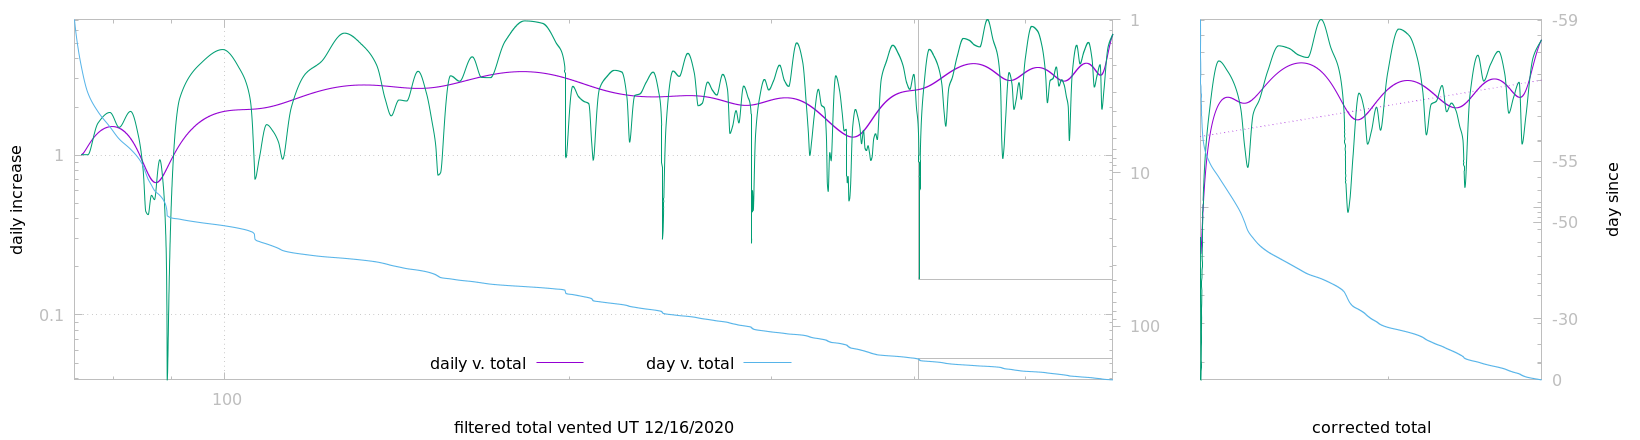 1
-59
1
-55
daily increase
10
day since
-50
0.1
-30
100
daily v. total
day v. total
0
100
filtered total vented UT 12/16/2020
corrected total